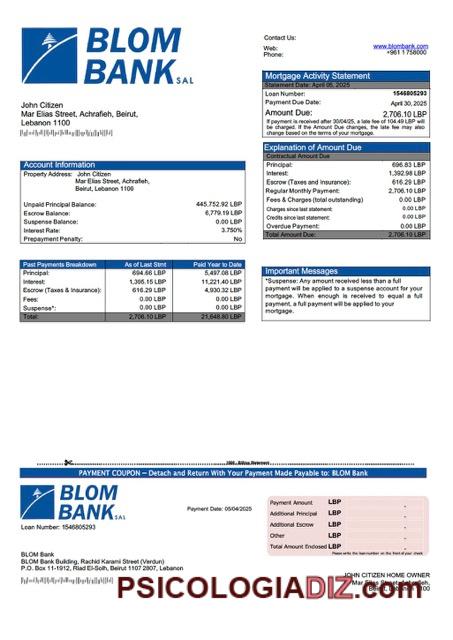 BLOM
BANK SAL
Contact Us:
Web: www.blombank.com
Phone: +961 1 758000
John Citizen
Mar Elias Street, Achrafieh, Beirut,
Lebanon 1100
Mortgage Activity Statement
Statement Date: April 05, 2025
Loan Number: 1546805293
Payment Due Date: April 30, 2025
Amount Due: 2,706.10 LBP
If payment is received after 30/04/25, a late fee of 104.49 LBP will
be charged. If the Amount Due changes, the late fee may also
change based on the terms of your mortgage.
Account Information
Property Address: John Citizen
Mar Elias Street, Achrafieh,
Beirut, Lebanon 1100
Unpaid Principal Balance: 445,752.92 LBP
Escrow Balance: 6,779.19 LBP
Suspense Balance: 0.00 LBP
Interest Rate: 3.750%
Prepayment Penalty: No
Explanation of Amount Due
Contractual Amount Due
Principal: 696.83 LBP
Interest: 1,392.98 LBP
Escrow (Taxes and Insurance): 616.29 LBP
Regular Monthly Payment: 2,706.10 LBP
Fees & Charges (total outstanding) 0.00 LBP
Charges since last statement: 0.00 LBP
Credits since last statement: 0.00 LBP
Overdue Payment: 0.00 LBP
Total Amount Due: 2,706.10 LBP
Past Payments Breakdown As of Last Stmt Paid Year to Date
Principal: 694.66 LBP 5,497.08 LBP
Interest: 1,395.15 LBP 11,221.40 LBP
Escrow (Taxes & Insurance): 616.29 LBP 4,930.32 LBP
Fees: 0.00 LBP 0.00 LBP
Suspense*: 0.00 LBP 0.00 LBP
Total: 2,706.10 LBP 21,648.80 LBP
Important Messages
*Suspense: Any amount received less than a full
payment will be applied to a suspense account for your
mortgage. When enough is received to equal a full
payment, a full payment will be applied to your
mortgage.
Billing Statement
PAYMENT COUPON – Detach and Return With Your Payment Made Payable to: BLOM Bank
BLOM
BANK SAL
Loan Number: 1546805293
Payment Date: 05/04/2025
Payment Amount LBP
Additional Principal LBP
Additional Escrow LBP
Other LBP
Total Amount Enclosed LBP
Please write the loan number on the front of your check
BLOM Bank
BLOM Bank Building, Rachid Karami Street (Verdun)
P.O. Box 11-1912, Riad El-Solh, Beirut 1107 2807, Lebanon
JOHN CITIZEN HOME OWNER
Mar Elias Street, Achrafieh,
Beirut, Lebanon 1100
PSICOLOGIADIZ.com